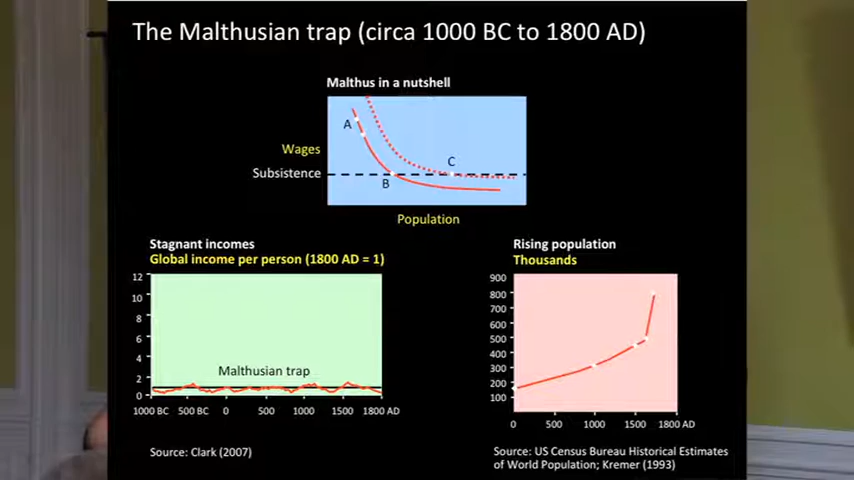 The Malthusian trap (circa 1000 BC to 1800 AD)
Malthus in a nutshell
A
Wages
C
Subsistence
B
Population
Stagnant incomes
Global income per person (1800 AD = 1)
12
10
8
6
4
2
0
Malthusian trap
1000 BC 500 BC 0 500 1000 1500 1800 AD
Source: Clark (2007)
Rising population
Thousands
900
800
700
600
500
400
300
200
100
0 500 1000 1500 1800 AD
Source: US Census Bureau Historical Estimates
of World Population; Kremer (1993)